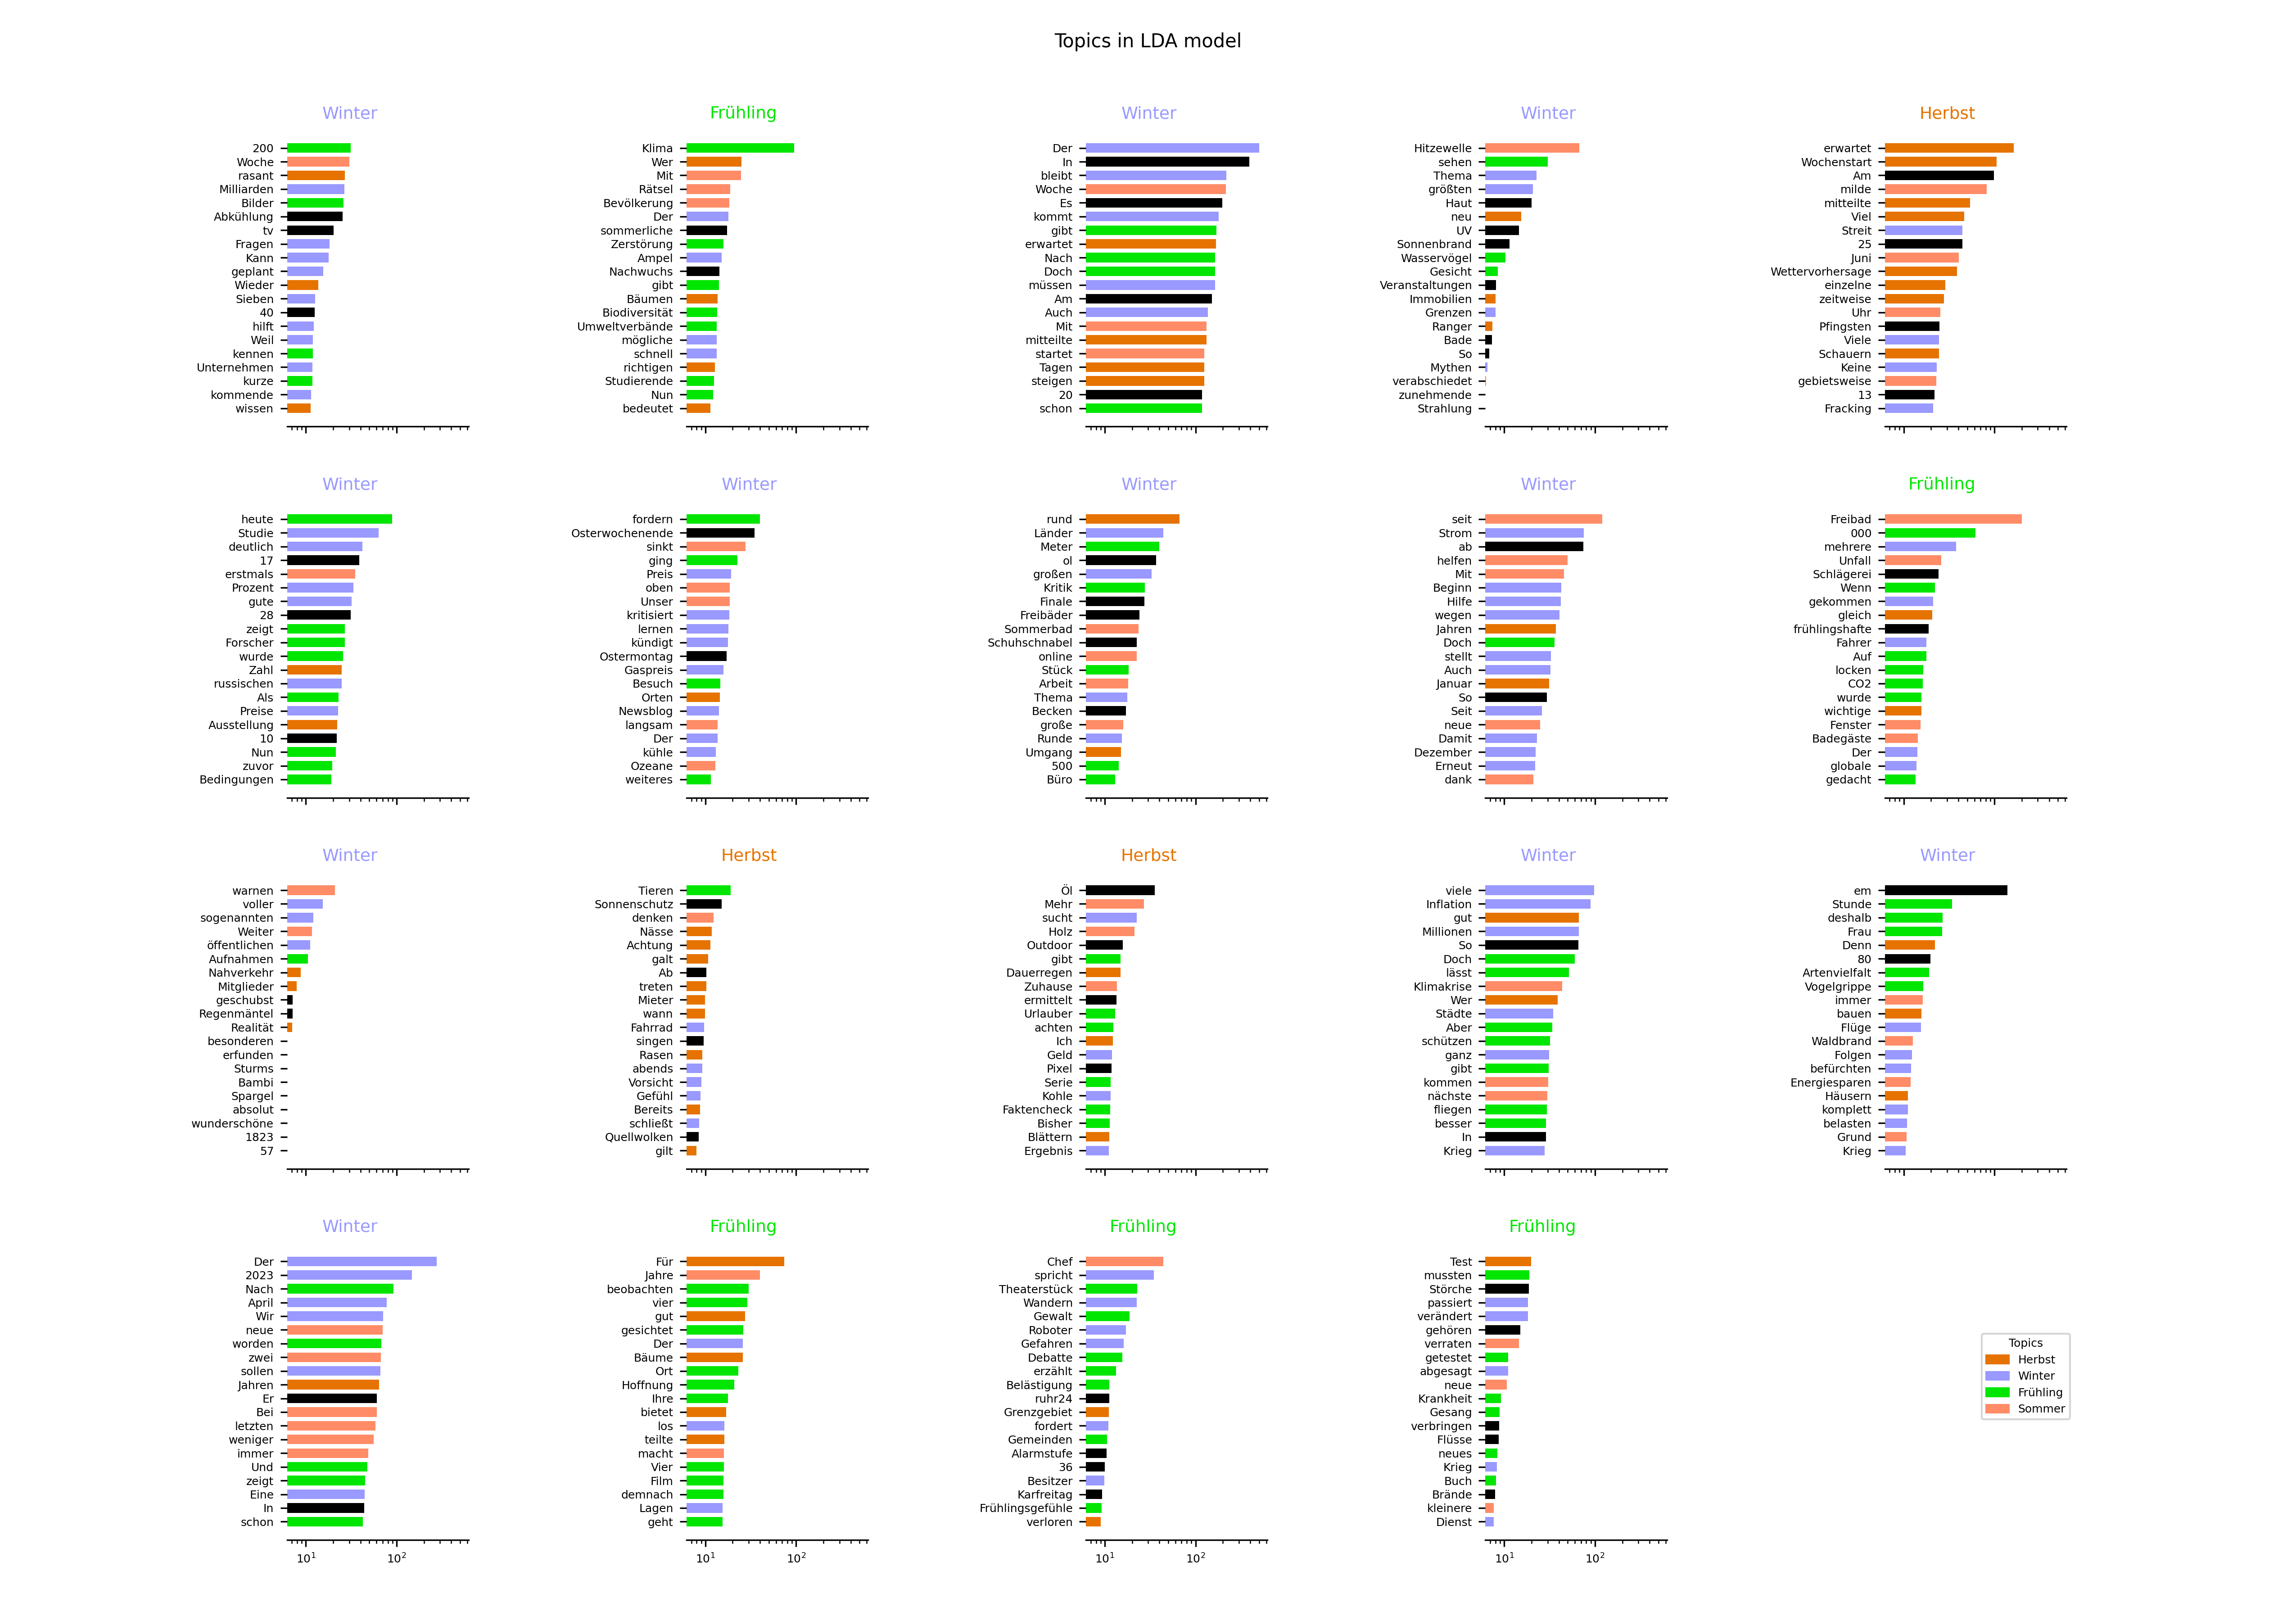 Topics in LDA model
Winter
200
Woche
rasant
Milliarden
Bilder
Abkühlung
tv
Fragen
Kann
geplant
Wieder
Sieben
40
hilft
Weil
kennen
Unternehmen
kurze
kommende
wissen
Frühling
Klima
Wer
Mit
Rätsel
Bevölkerung
Der
sommerliche
Zerstörung
Ampel
Nachwuchs
gibt
Bäumen
Biodiversität
Umweltverbände
mögliche
schnell
richtigen
Studierende
Nun
bedeutet
Winter
Der
In
bleibt
Woche
Es
kommt
gibt
erwartet
Nach
Doch
müssen
Am
Auch
Mit
mitteilte
startet
Tagen
steigen
20
schon
Winter
Hitzewelle
sehen
Thema
größten
Haut
neu
UV
Sonnenbrand
Wasservögel
Gesicht
Veranstaltungen
Immobilien
Grenzen
Ranger
Bade
So
Mythen
verabschiedet
zunehmende
Strahlung
Herbst
erwartet
Wochenstart
Am
milde
mitteilte
Viel
Streit
25
Juni
Wettervorhersage
einzelne
zeitweise
Uhr
Pfingsten
Viele
Schauern
Keine
gebietsweise
13
Fracking
Winter
heute
Studie
deutlich
17
erstmals
Prozent
gute
28
zeigt
Forscher
wurde
Zahl
russischen
Als
Preise
Ausstellung
10
Nun
zuvor
Bedingungen
Winter
fordern
Osterwochenende
sinkt
ging
Preis
oben
Unser
kritisiert
lernen
kündigt
Ostermontag
Gaspreis
Besuch
Orten
Newsblog
langsam
Der
kühle
Ozeane
weiteres
Winter
rund
Länder
Meter
ol
großen
Kritik
Finale
Freibäder
Sommerbad
Schuhschnabel
online
Stück
Arbeit
Thema
Becken
große
Runde
Umgang
500
Büro
Winter
seit
Strom
ab
helfen
Mit
Beginn
Hilfe
wegen
Jahren
Doch
stellt
Auch
Januar
So
Seit
neue
Damit
Dezember
Erneut
dank
Frühling
Freibad
000
mehrere
Unfall
Schlägerei
Wenn
gekommen
gleich
frühlingshafte
Fahrer
Auf
locken
CO2
wurde
wichtige
Fenster
Badegäste
Der
globale
gedacht
Winter
warnen
voller
sogenannten
Weiter
öffentlichen
Aufnahmen
Nahverkehr
Mitglieder
geschubst
Regenmäntel
Realität
besonderen
erfunden
Sturms
Bambi
Spargel
absolut
wunderschöne
1823
57
Herbst
Tieren
Sonnenschutz
denken
Nässe
Achtung
galt
Ab
treten
Mieter
wann
Fahrrad
singen
Rasen
abends
Vorsicht
Gefühl
Bereits
schließt
Quellwolken
gilt
Herbst
Öl
Mehr
sucht
Holz
Outdoor
gibt
Dauerregen
Zuhause
ermittelt
Urlauber
achten
Ich
Geld
Pixel
Serie
Kohle
Faktencheck
Bisher
Blättern
Ergebnis
Winter
viele
Inflation
gut
Millionen
So
Doch
lässt
Klimakrise
Wer
Städte
Aber
schützen
ganz
gibt
kommen
nächste
fliegen
besser
In
Krieg
Winter
em
Stunde
deshalb
Frau
Denn
80
Artenvielfalt
Vogelgrippe
immer
bauen
Flüge
Waldbrand
Folgen
befürchten
Energiesparen
Häusern
komplett
belasten
Grund
Krieg
Winter
Der
2023
Nach
April
Wir
neue
worden
zwei
sollen
Jahren
Er
Bei
letzten
weniger
immer
Und
zeigt
Eine
In
schon
10¹ 10²
Frühling
Für
Jahre
beobachten
vier
gut
gesichtet
Der
Bäume
Ort
Hoffnung
Ihre
bietet
los
teilte
macht
Vier
Film
demnach
Lagen
geht
10¹ 10²
Frühling
Chef
spricht
Theaterstück
Wandern
Gewalt
Roboter
Gefahren
Debatte
erzählt
Belästigung
ruhr24
Grenzgebiet
fordert
Gemeinden
Alarmstufe
36
Besitzer
Karfreitag
Frühlingsgefühle
verloren
10¹ 10²
Frühling
Test
mussten
Störche
passiert
verändert
gehören
verraten
getestet
abgesagt
neue
Krankheit
Gesang
verbringen
Flüsse
neues
Krieg
Buch
Brände
kleinere
Dienst
10¹ 10²
Topics
Herbst
Winter
Frühling
Sommer